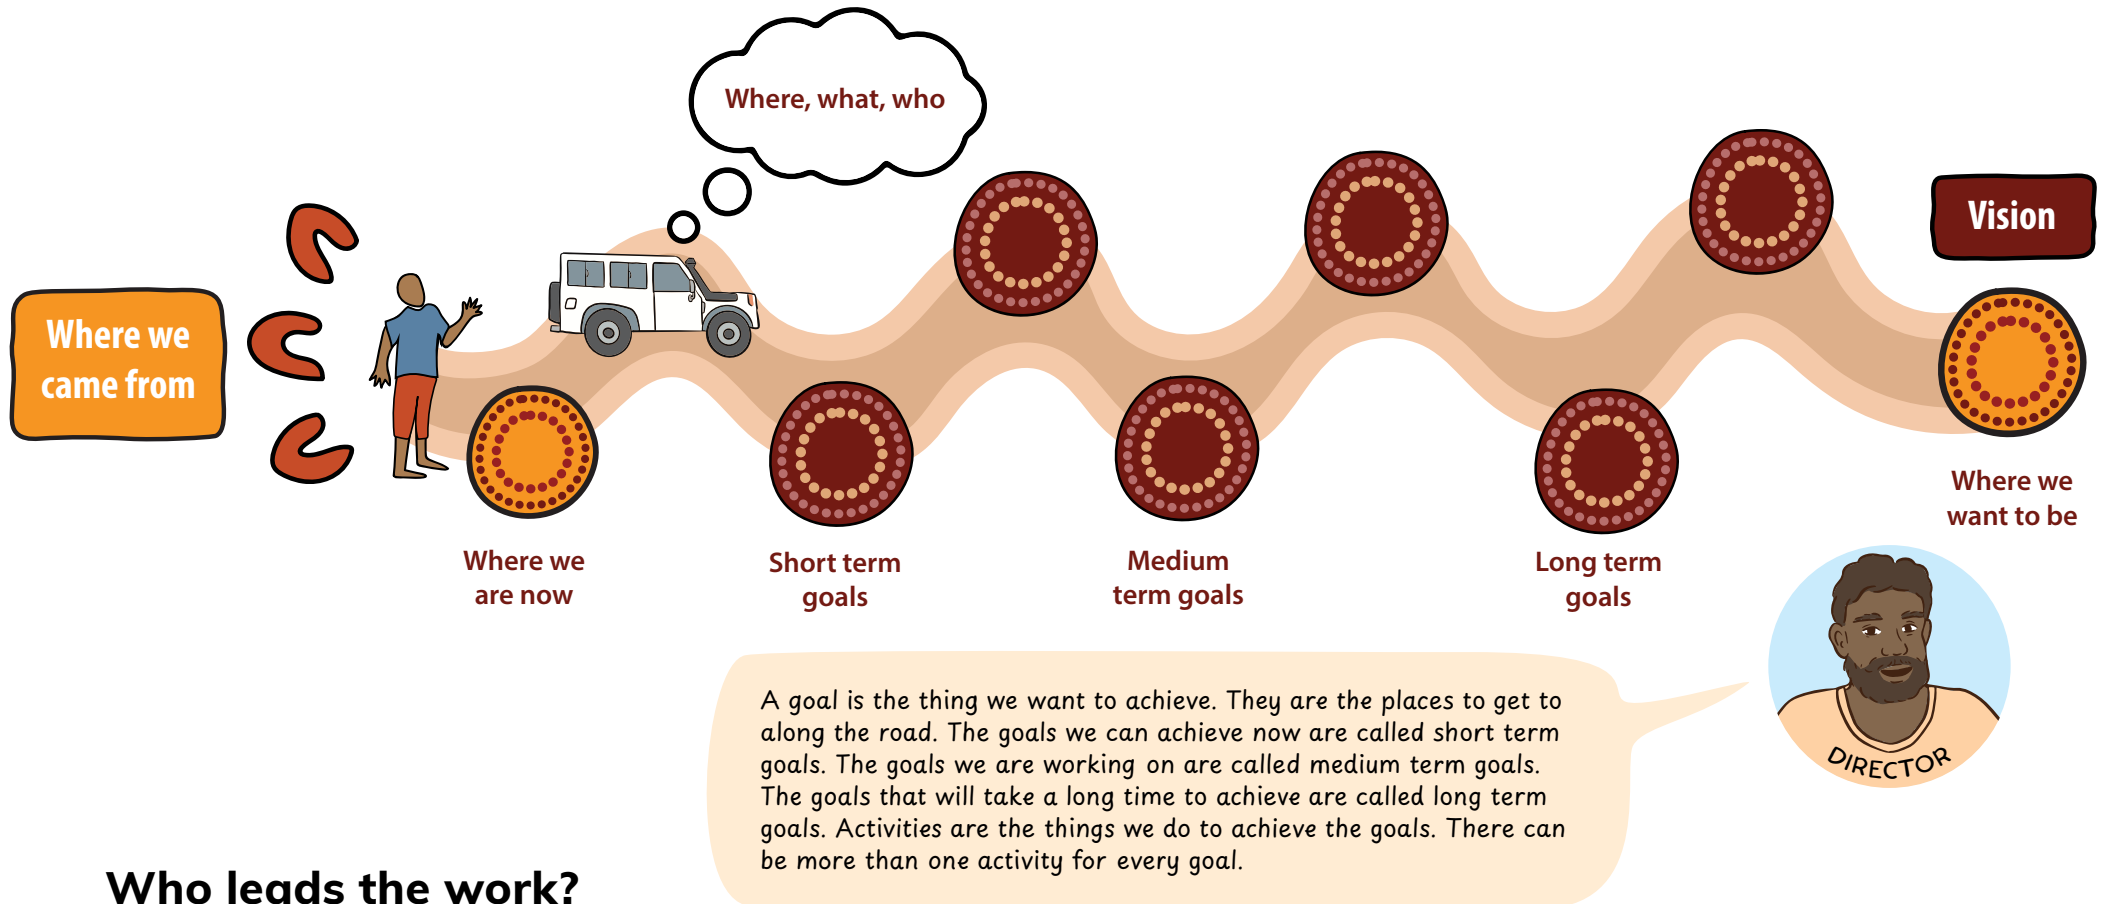 Where, what, who
Vision
Where we
came from
Where we
want to be
Where we
are now
Short term
goals
Medium
term goals
Long term
goals
A goal is the thing we want to achieve. They are the places to get to
along the road. The goals we can achieve now are called short term
goals. The goals we are working on are called medium term goals.
The goals that will take a long time to achieve are called long term
goals. Activities are the things we do to achieve the goals. There can
be more than one activity for every goal.
DIRECTOR
Who leads the work?